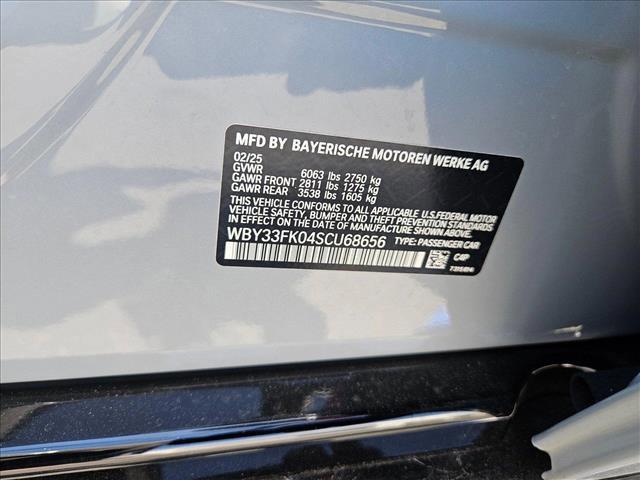 MFD BY BAYERISCHE MOTOREN WERKE AG
02/25
GVWR 6063 lbs 2750 kg
GAWR FRONT 2811 lbs 1275 kg
GAWR REAR 3538 lbs 1605 kg
THIS VEHICLE CONFORMS TO ALL APPLICABLE U.S.FEDERAL MOTOR
VEHICLE SAFETY, BUMPER AND THEFT PREVENTION STANDARDS
IN EFFECT ON THE DATE OF MANUFACTURE SHOWN ABOVE.
WBY33FK04SCU68656 TYPE: PASSENGER CAR
C4P